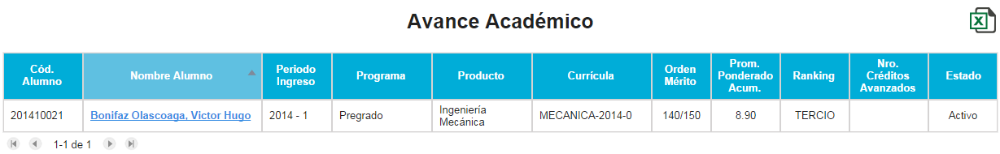 Avance Académico
Cód. Alumno
Nombre Alumno
Periodo Ingreso
Programa
Producto
Currícula
Orden Mérito
Prom. Ponderado Acum.
Ranking
Nro. Créditos Avanzados
Estado
201410021
Bonifaz Olascoaga, Victor Hugo
2014 - 1
Pregrado
Ingeniería Mecánica
MECANICA-2014-0
140/150
8.90
TERCIO
Activo
1-1 de 1